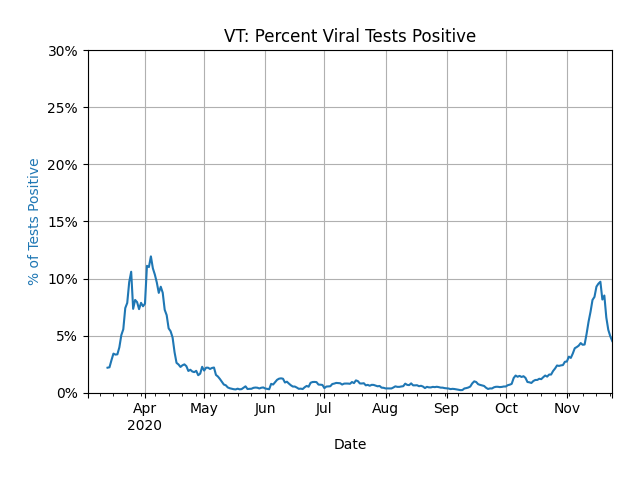 VT: Percent Viral Tests Positive
30%
25%
20%
15%
10%
5%
0%
% of Tests Positive
Apr May Jun Jul Aug Sep Oct Nov
2020
Date